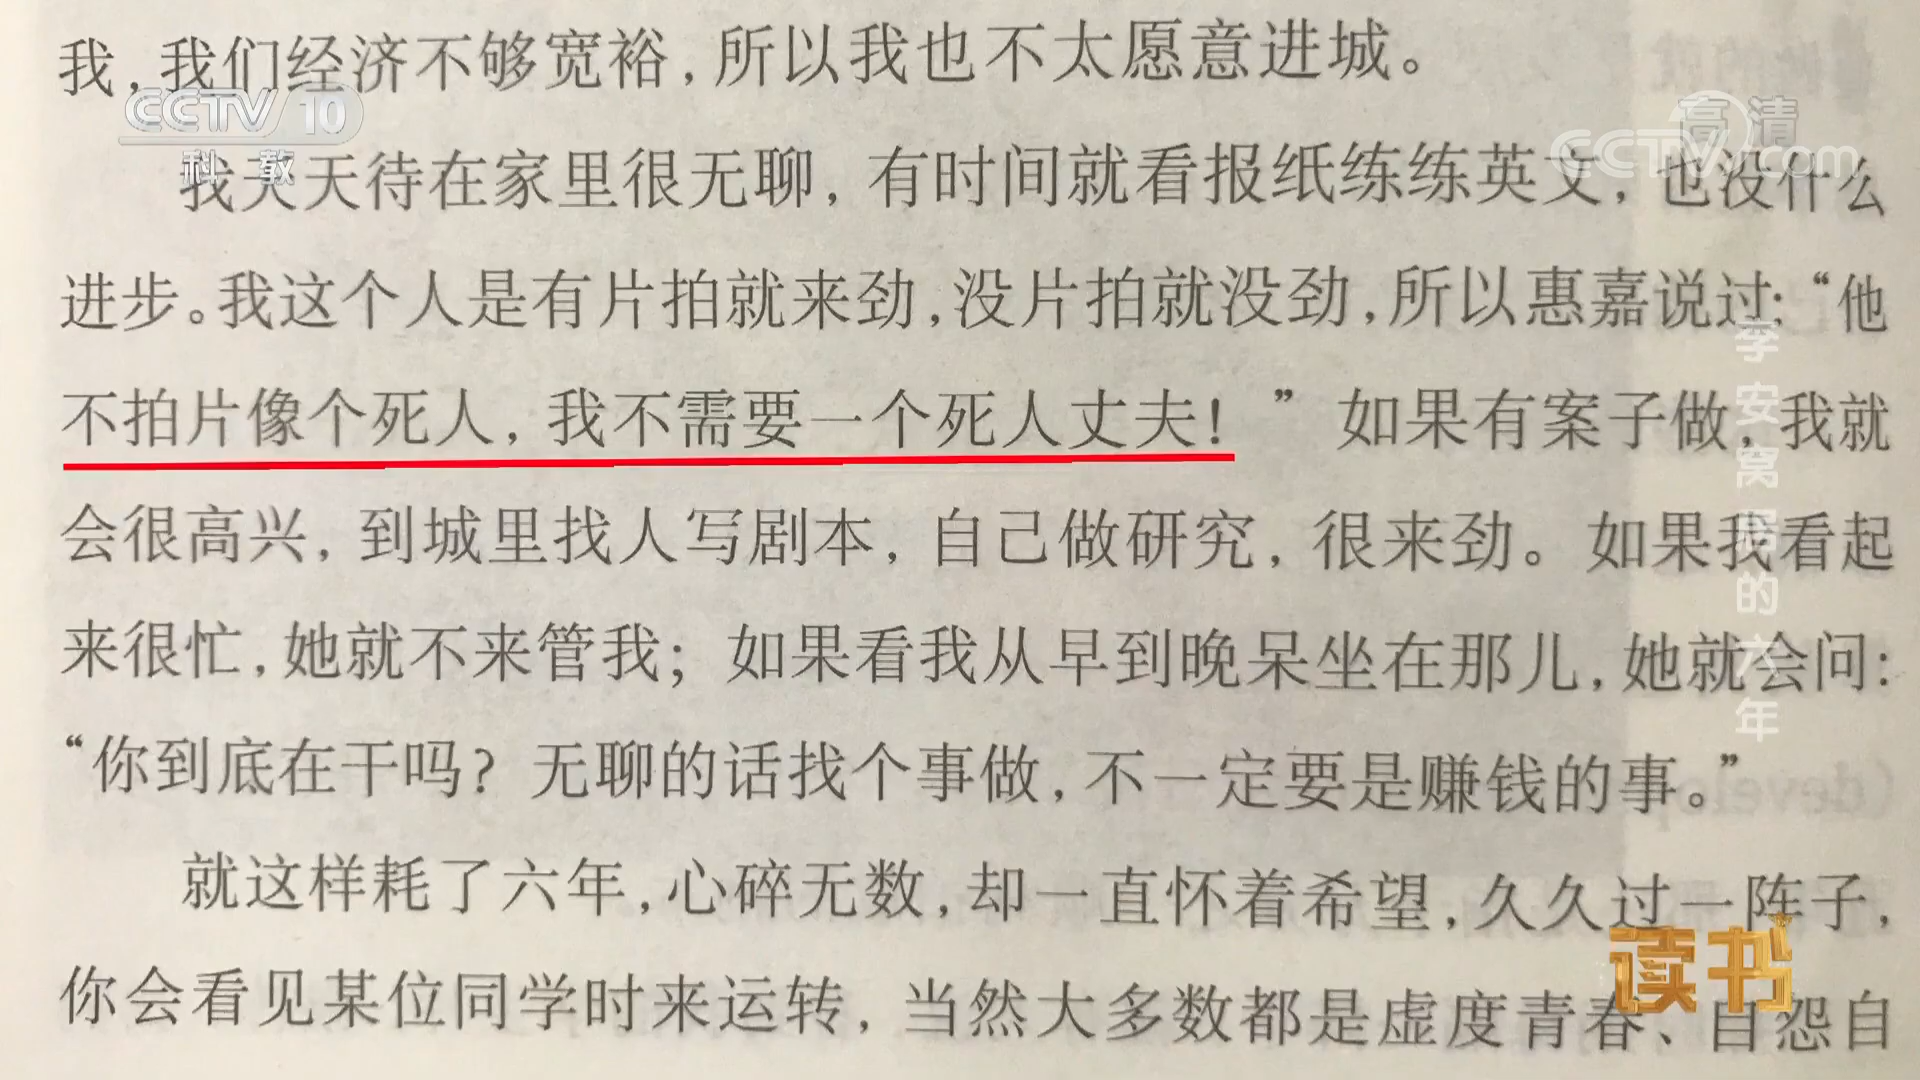 我，我们经济不够宽裕，所以我也不太愿意进城。
CCTV 10
科教
高清
CCTV.com
我天天待在家里很无聊，有时间就看报纸练练英文，也没什么
进步。我这个人是有片拍就来劲，没片拍就没劲，所以惠嘉说过：“他
不拍片像个死人，我不需要一个死人丈夫！”如果有案子做，我就
会很高兴，到城里找人写剧本，自己做研究，很来劲。如果我看起
来很忙，她就不来管我；如果看我从早到晚呆坐在那儿，她就会问：
“你到底在干吗？无聊的话找个事做，不一定要是赚钱的事。”
就这样耗了六年，心碎无数，却一直怀着希望，久久过一阵子，
你会看见某位同学时来运转，当然大多数都是虚度青春、自怨自
李安窝居的六年
读书